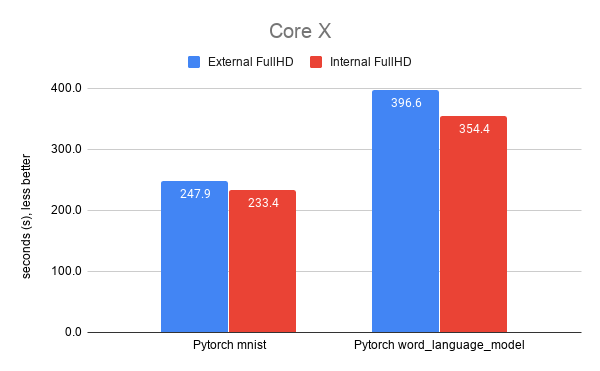 Core X
External FullHD
Internal FullHD
seconds (s), less better
400.0
300.0
200.0
100.0
0.0
247.9
233.4
396.6
354.4
Pytorch mnist
Pytorch word_language_model